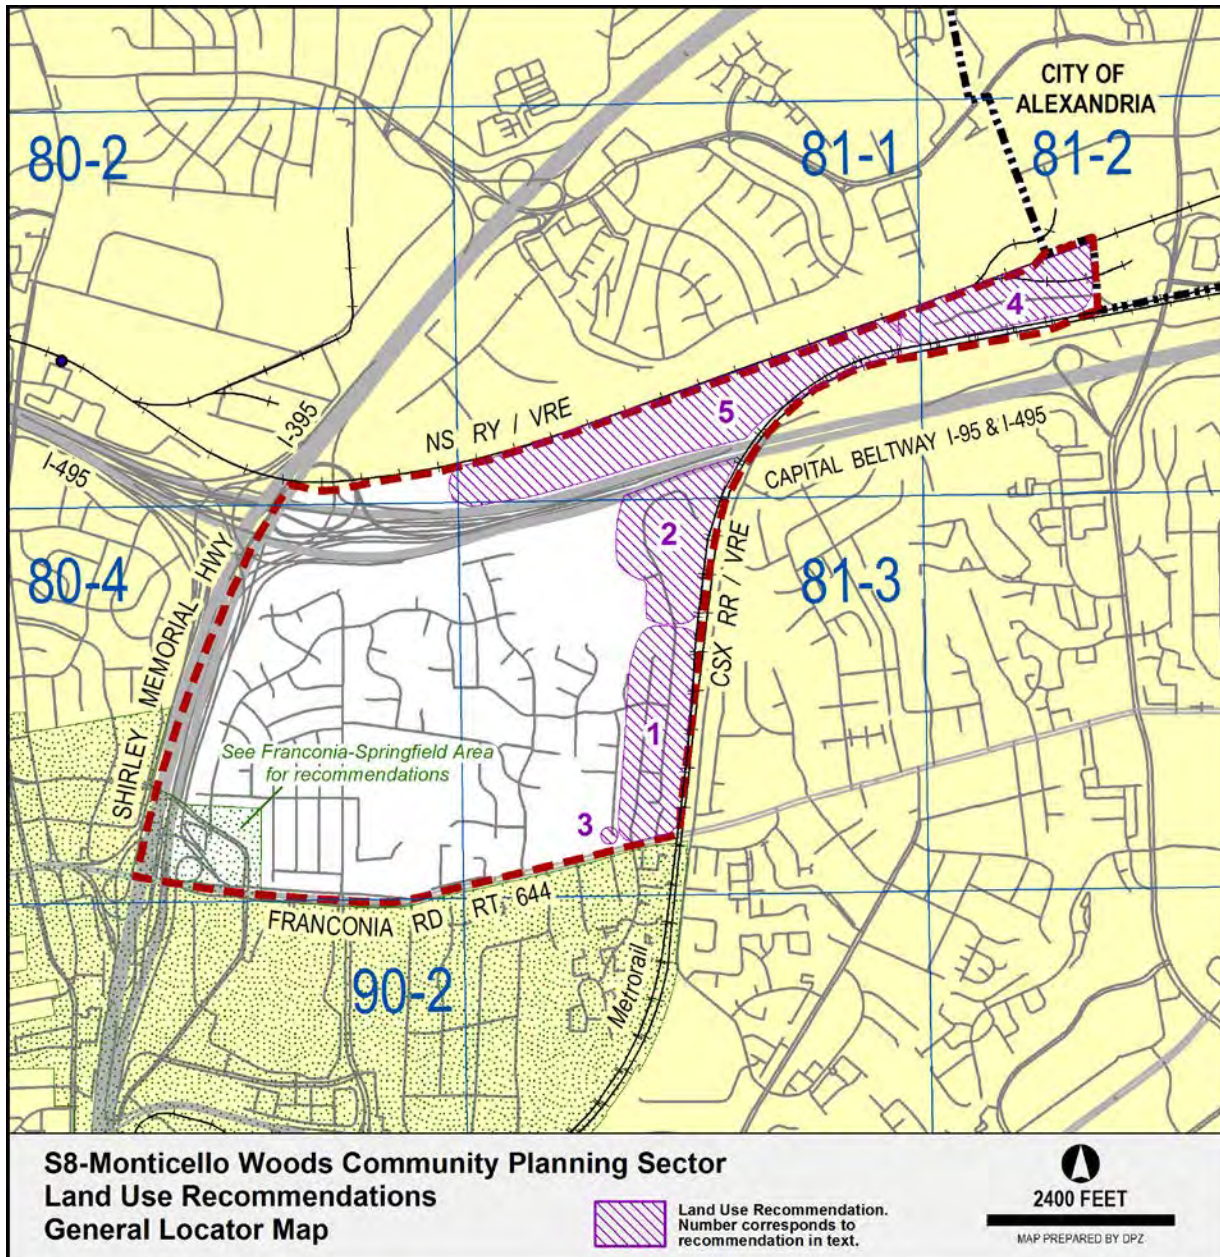 CITY OF
ALEXANDRIA
80-2
81-1
81-2
4
I-395
NS RY / VRE
5
I-495
CAPITAL BELTWAY I-95 & I-495
2
80-4
81-3
SHIRLEY MEMORIAL HWY
CSX RR / VRE
1
See Franconia-Springfield Area
for recommendations
3
FRANCONIA RD RT. 644
90-2
Metrorail
S8-Monticello Woods Community Planning Sector
Land Use Recommendations
General Locator Map
Land Use Recommendation.
Number corresponds to
recommendation in text.
2400 FEET
MAP PREPARED BY DPZ